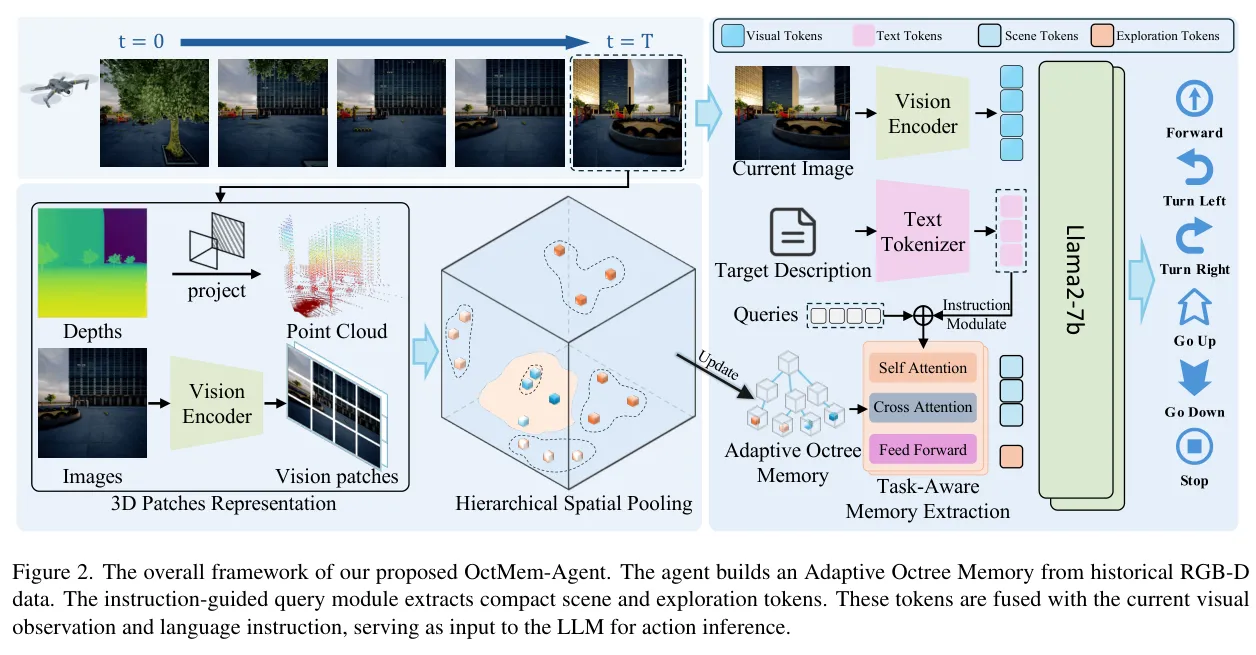 t = 0
t = T
Visual Tokens
Text Tokens
Scene Tokens
Exploration Tokens
Current Image
Vision
Encoder
Target Description
Text
Tokenizer
Queries
Instruction
Modulate
Self Attention
Cross Attention
Feed Forward
Task-Aware
Memory Extraction
Update
Adaptive Octree
Memory
Llama2-7b
Forward
Turn Left
Turn Right
Go Up
Go Down
Stop
Depths
project
Point Cloud
Images
Vision
Encoder
Vision patches
3D Patches Representation
Hierarchical Spatial Pooling
Figure 2. The overall framework of our proposed OctMem-Agent. The agent builds an Adaptive Octree Memory from historical RGB-D
data. The instruction-guided query module extracts compact scene and exploration tokens. These tokens are fused with the current visual
observation and language instruction, serving as input to the LLM for action inference.